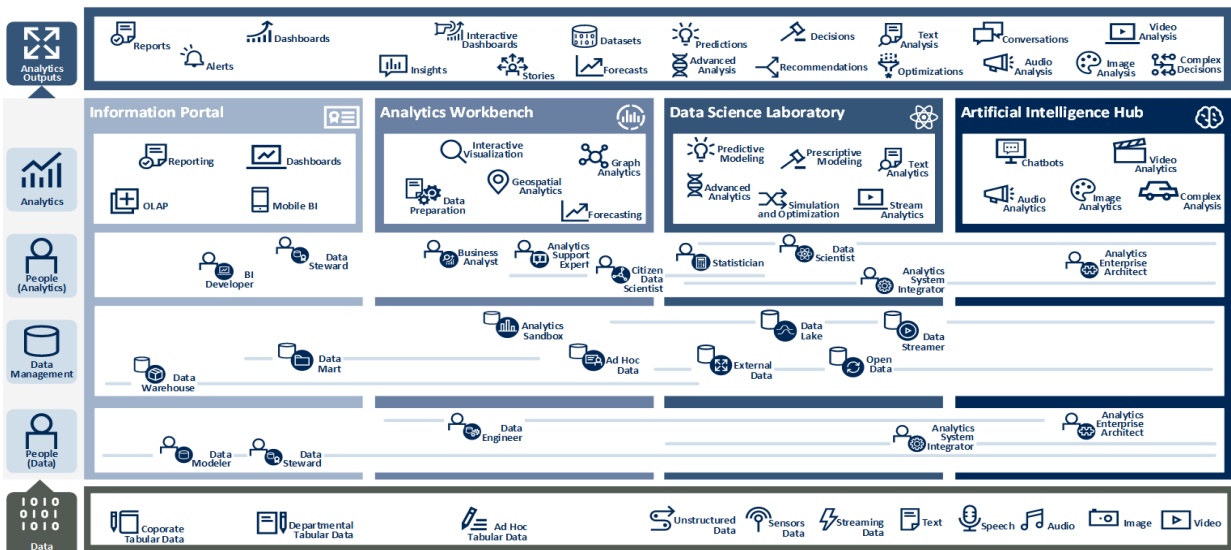 Analytics
Outputs
Reports
Alerts
Dashboards
Interactive
Dashboards
Insights
Stories
Datasets
Forecasts
Predictions
Advanced
Analysis
Decisions
Recommendations
Text
Analysis
Optimizations
Conversations
Audio
Analysis
Video
Analysis
Image
Analysis
Complex
Decisions
Information Portal
Analytics Workbench
Data Science Laboratory
Artificial Intelligence Hub
Analytics
Reporting
Dashboards
OLAP
Mobile BI
Interactive
Visualization
Graph
Analytics
Data
Preparation
Geospatial
Analytics
Forecasting
Predictive
Modeling
Prescriptive
Modeling
Text
Analytics
Advanced
Analytics
Simulation
and Optimization
Stream
Analytics
Chatbots
Video
Analytics
Audio
Analytics
Image
Analytics
Complex
Analysis
People
(Analytics)
BI
Developer
Data
Steward
Business
Analyst
Analytics
Support
Expert
Citizen
Data
Scientist
Statistician
Data
Scientist
Analytics
System
Integrator
Analytics
Enterprise
Architect
Data
Management
Data
Warehouse
Data
Mart
Analytics
Sandbox
Ad Hoc
Data
External
Data
Data
Lake
Open
Data
Data
Streamer
People
(Data)
Data
Modeler
Data
Steward
Data
Engineer
Analytics
System
Integrator
Analytics
Enterprise
Architect
1010
0101
1010
Data
Coporate
Tabular Data
Departmental
Tabular Data
Ad Hoc
Tabular Data
Unstructured
Data
Sensors
Data
Streaming
Data
Text
Speech
Audio
Image
Video